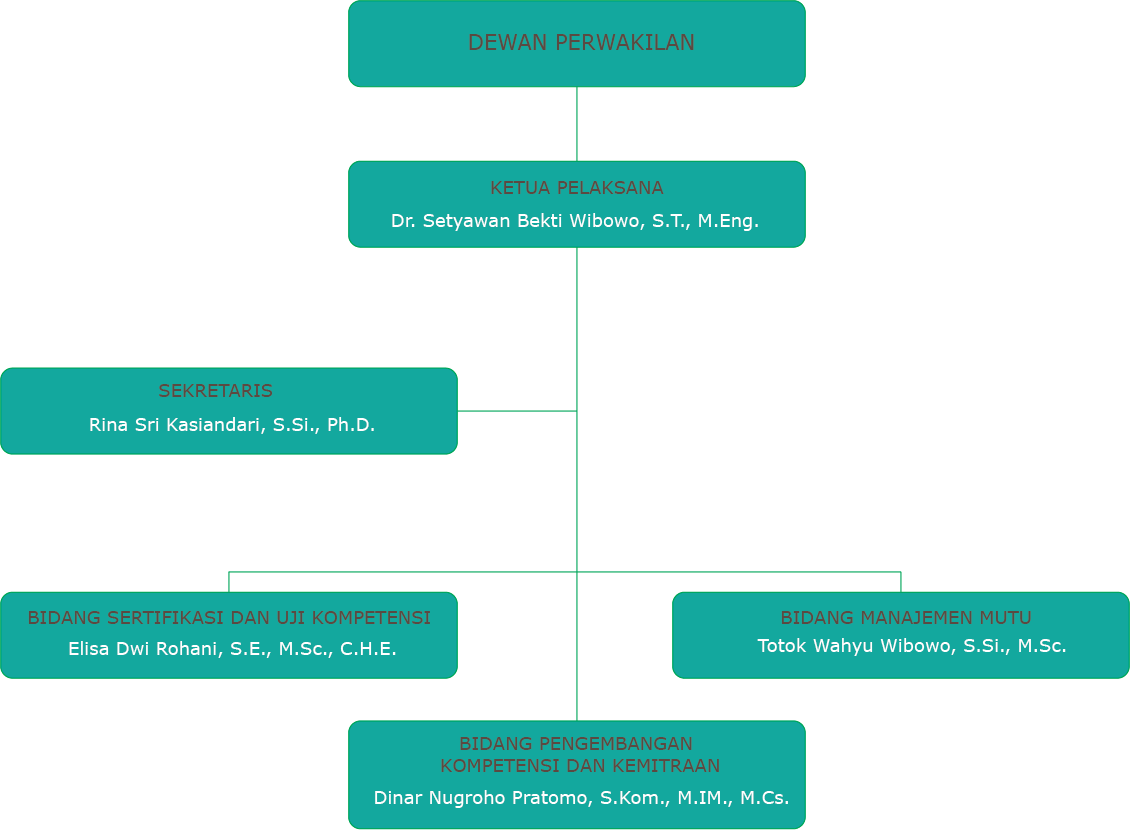 DEWAN PERWAKILAN
KETUA PELAKSANA
Dr. Setyawan Bekti Wibowo, S.T., M.Eng.
SEKRETARIS
Rina Sri Kasiandari, S.Si., Ph.D.
BIDANG SERTIFIKASI DAN UJI KOMPETENSI
Elisa Dwi Rohani, S.E., M.Sc., C.H.E.
BIDANG MANAJEMEN MUTU
Totok Wahyu Wibowo, S.Si., M.Sc.
BIDANG PENGEMBANGAN
KOMPETENSI DAN KEMITRAAN
Dinar Nugroho Pratomo, S.Kom., M.IM., M.Cs.